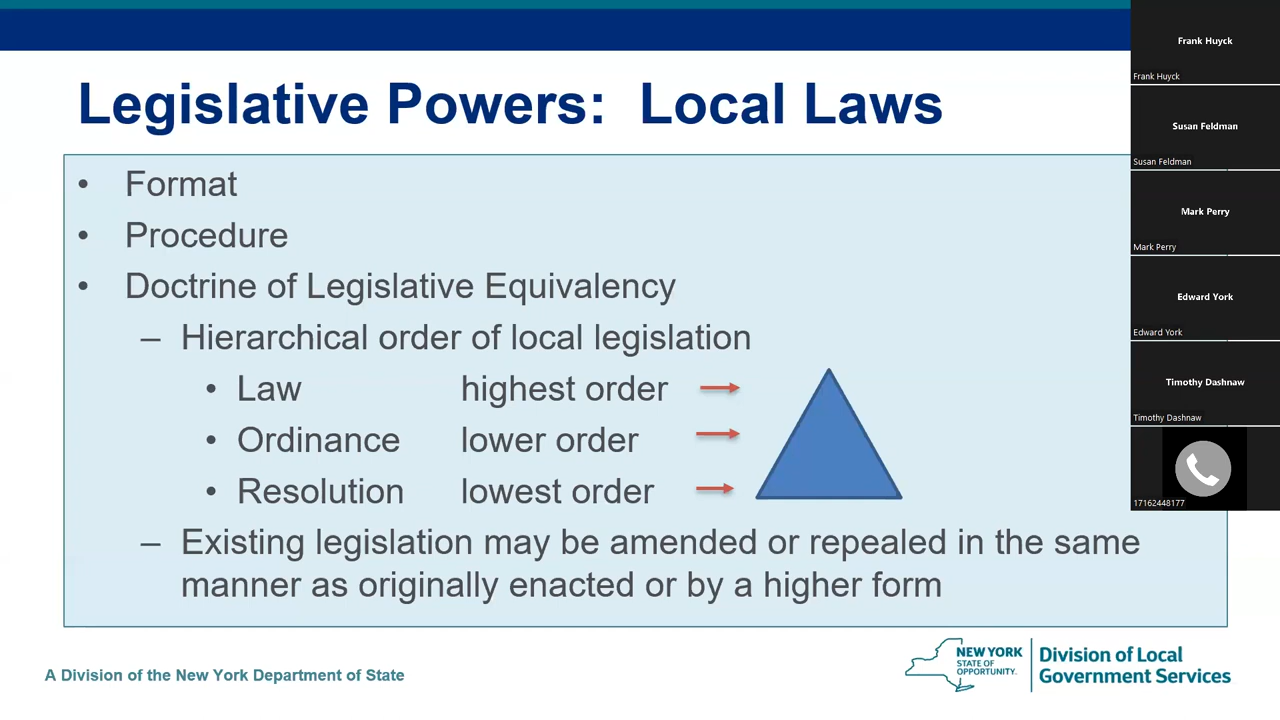 Legislative Powers: Local Laws
• Format
• Procedure
• Doctrine of Legislative Equivalency
– Hierarchical order of local legislation
• Law highest order
• Ordinance lower order
• Resolution lowest order
– Existing legislation may be amended or repealed in the same
manner as originally enacted or by a higher form
A Division of the New York Department of State
NEW YORK
STATE OF
OPPORTUNITY.
Division of Local
Government Services
Frank Huyck
Frank Huyck
Susan Feldman
Susan Feldman
Mark Perry
Mark Perry
Edward York
Edward York
Timothy Dashnaw
Timothy Dashnaw
17162448177